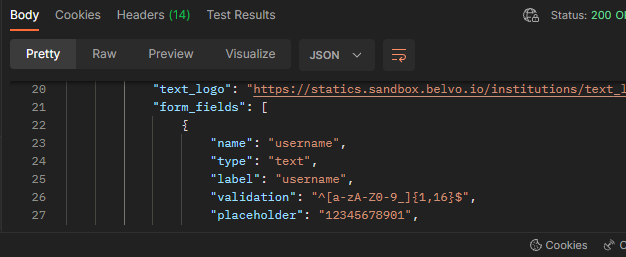 Body Cookies Headers (14) Test Results Status: 200
Pretty Raw Preview Visualize JSON
20 "text_logo": "https://statics.sandbox.belvo.io/institutions/text_l
21 "form_fields": [
22 {
23 "name": "username",
24 "type": "text",
25 "label": "username",
26 "validation": "^[a-zA-Z0-9_]{1,16}$",
27 "placeholder": "12345678901",
Cookies